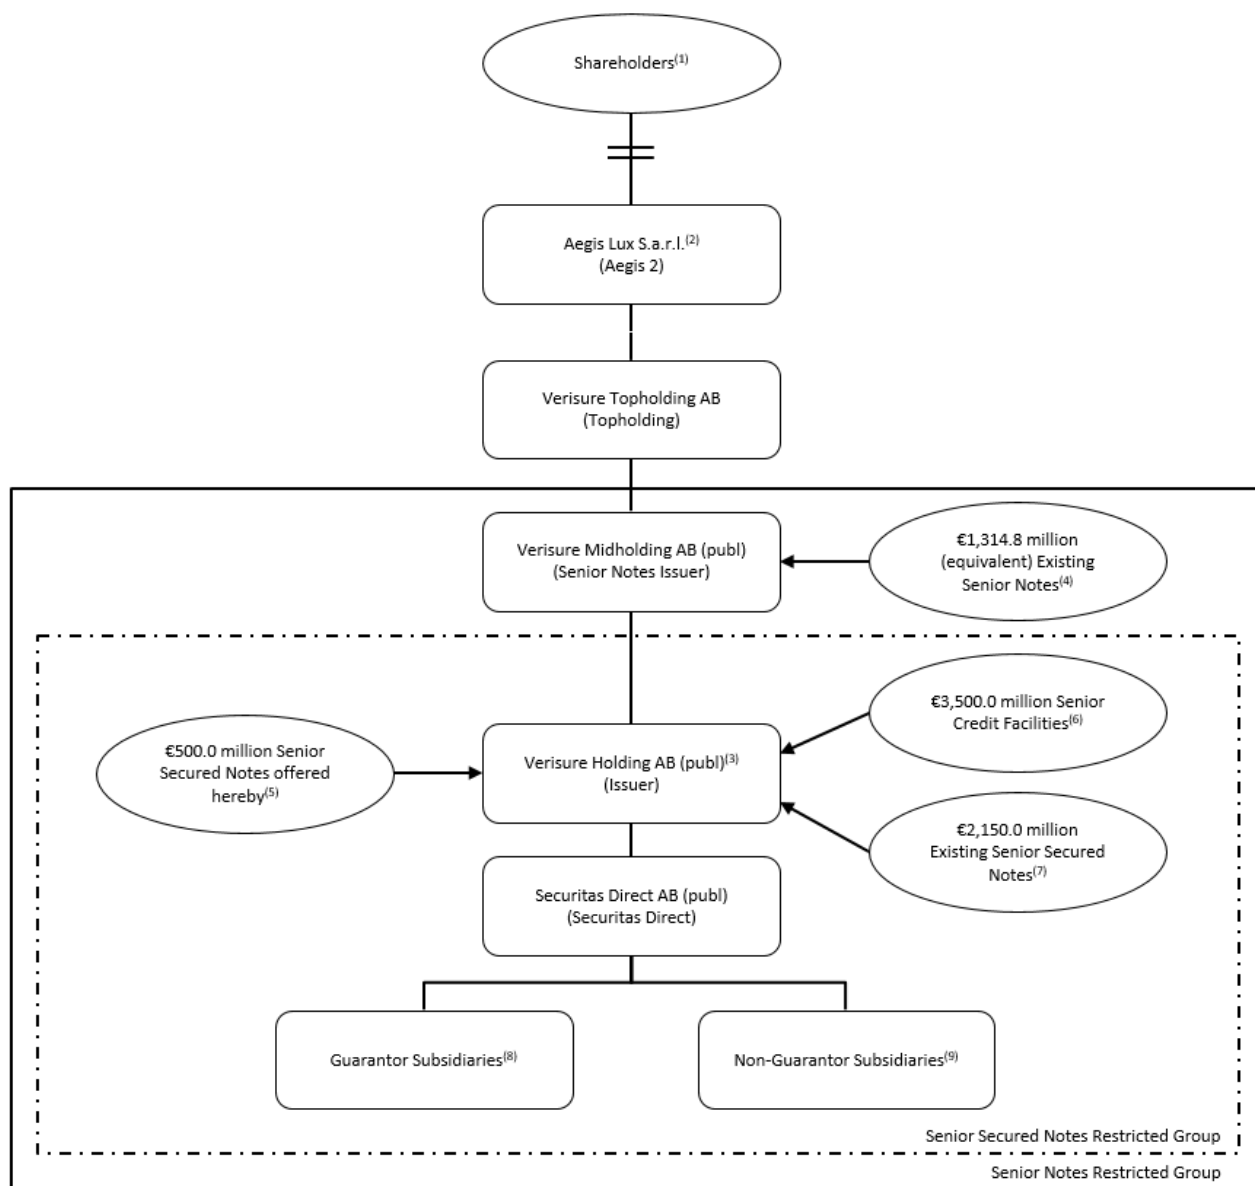 Shareholders(1)
Aegis Lux S.a.r.l.(2)
(Aegis 2)
Verisure Topholding AB
(Topholding)
Verisure Midholding AB (publ)
(Senior Notes Issuer)
€1,314.8 million
(equivalent) Existing
Senior Notes(4)
€3,500.0 million Senior
Credit Facilities(6)
€500.0 million Senior
Secured Notes offered
hereby(5)
Verisure Holding AB (publ)(3)
(Issuer)
€2,150.0 million
Existing Senior Secured
Notes(7)
Securitas Direct AB (publ)
(Securitas Direct)
Guarantor Subsidiaries(8)
Non-Guarantor Subsidiaries(9)
Senior Secured Notes Restricted Group
Senior Notes Restricted Group